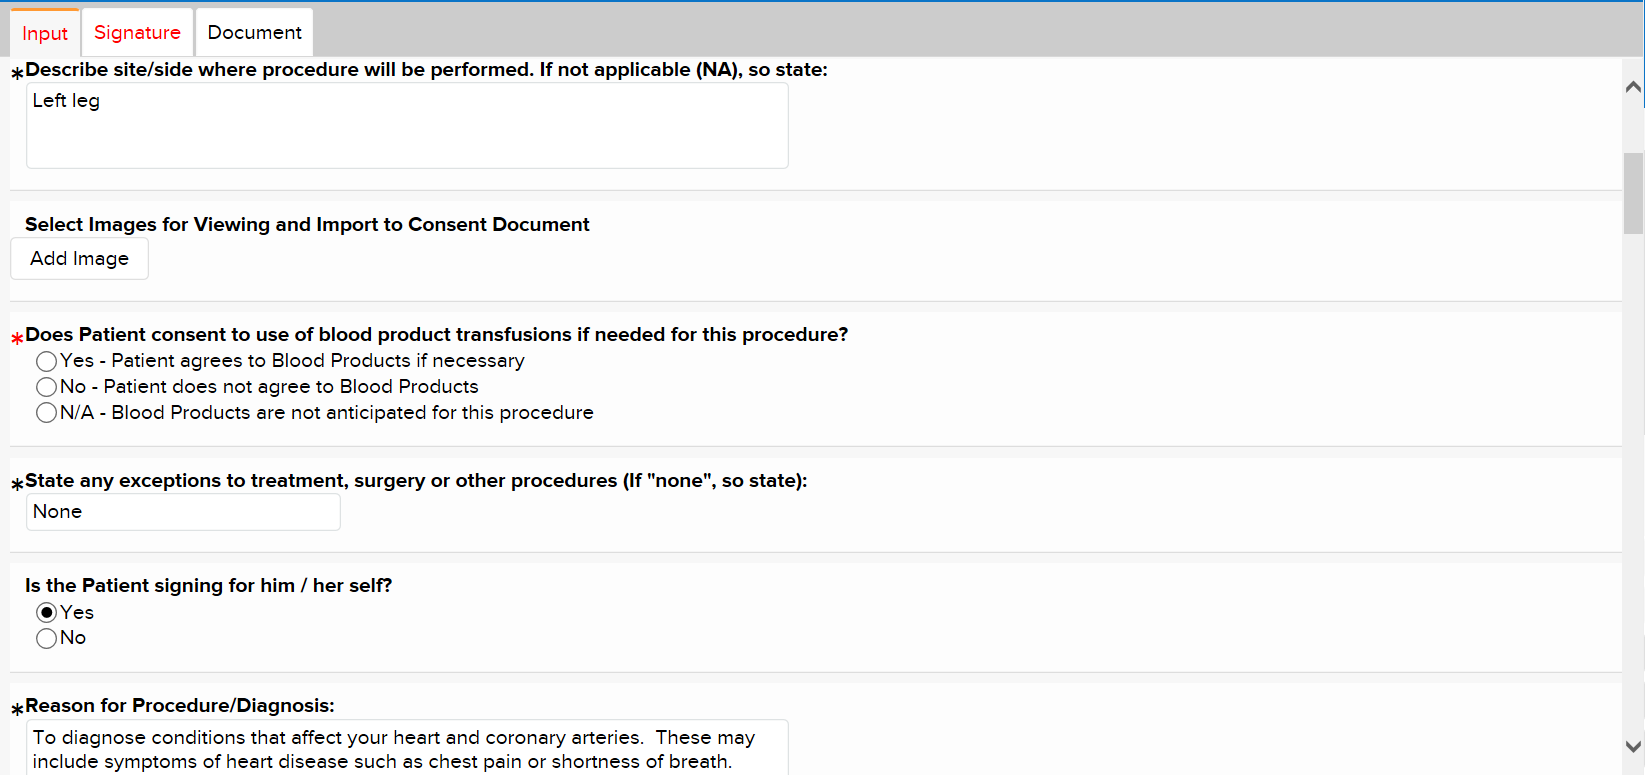 Input
Signature
Document
*Describe site/side where procedure will be performed. If not applicable (NA), so state:
Left leg
Select Images for Viewing and Import to Consent Document
Add Image
*Does Patient consent to use of blood product transfusions if needed for this procedure?
Yes - Patient agrees to Blood Products if necessary
No - Patient does not agree to Blood Products
N/A - Blood Products are not anticipated for this procedure
*State any exceptions to treatment, surgery or other procedures (If "none", so state):
None
Is the Patient signing for him / her self?
Yes
No
*Reason for Procedure/Diagnosis:
To diagnose conditions that affect your heart and coronary arteries.  These may
include symptoms of heart disease such as chest pain or shortness of breath.